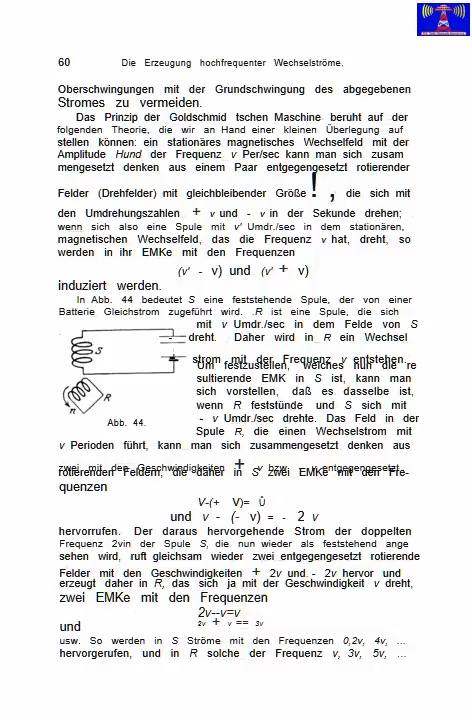 60 Die Erzeugung hochfrequenter Wechselströme.
Oberschwingungen mit der Grundschwingung des abgegebenen
Stromes zu vermeiden.
Das Prinzip der Goldschmid tschen Maschine beruht auf der
folgenden Theorie, die wir an Hand einer kleinen Überlegung auf
stellen können: ein stationäres magnetisches Wechselfeld mit der
Amplitude Hund der Frequenz v Per/sec kann man sich zusam
mengesetzt denken aus einem Paar entgegengesetzt rotierender
Felder (Drehfelder) mit gleichbleibender Größe ! , die sich mit
den Umdrehungszahlen + v und - v in der Sekunde drehen;
wenn sich also eine Spule mit v' Umdr./sec in dem stationären,
magnetischen Wechselfeld, das die Frequenz v hat, dreht, so
werden in ihr EMKe mit den Frequenzen
(v' - v) und (v' + v)
induziert werden.
In Abb. 44 bedeutet S eine feststehende Spule, der von einer
Batterie Gleichstrom zugeführt wird. .R ist eine Spule, die sich
mit v Umdr./sec in dem Felde von S
dreht. Daher wird in R ein Wechsel
strom mit der Frequenz v entstehen.
Um festzustellen, welches nun die re
sultierende EMK in S ist, kann man
sich vorstellen, daß es dasselbe ist,
wenn R feststünde und S sich mit
- v Umdr./sec drehte. Das Feld in der
Spule R, die einen Wechselstrom mit
S
R
n
Abb. 44.
v Perioden führt, kann man sich zusammengesetzt denken aus
zwei mit den Geschwindigkeiten + v bzw. - v entgegengesetzt
rotierenden Feldern, die daher in S zwei EMKe mit den Fre-
quenzen
V-(+ V)= Û
und v - (- v) = - 2 v
hervorrufen. Der daraus hervorgehende Strom der doppelten
Frequenz 2vin der Spule S, die nun wieder als feststehend ange
sehen wird, ruft gleichsam wieder zwei entgegengesetzt rotierende
Felder mit den Geschwindigkeiten + 2v und - 2v hervor und
erzeugt daher in R, das sich ja mit der Geschwindigkeit v dreht,
zwei EMKe mit den Frequenzen
2v--v=v
und 2v + v == 3v
usw. So werden in S Ströme mit den Frequenzen 0,2v, 4v, ...
hervorgerufen, und in R solche der Frequenz v, 3v, 5v, ...